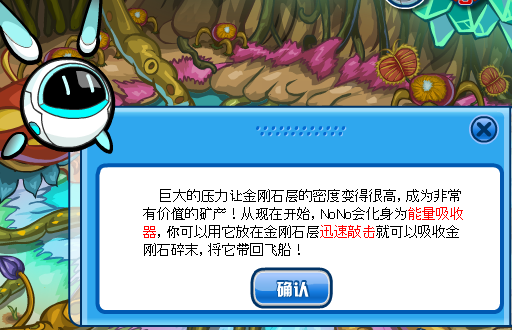 巨大的压力让金刚石层的密度变得很高，成为非常
有价值的矿产！从现在开始，NoNo会化身为能量吸收
器，你可以用它放在金刚石层迅速敲击就可以吸收金
刚石碎末，将它带回飞船！
确认